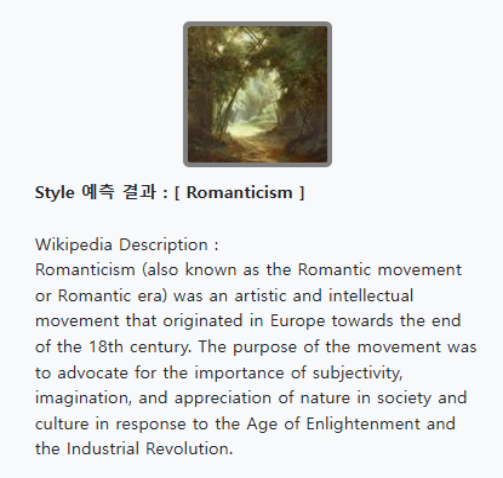 Style 예측 결과 : [ Romanticism ]
Wikipedia Description :
Romanticism (also known as the Romantic movement
or Romantic era) was an artistic and intellectual
movement that originated in Europe towards the end
of the 18th century. The purpose of the movement was
to advocate for the importance of subjectivity,
imagination, and appreciation of nature in society and
culture in response to the Age of Enlightenment and
the Industrial Revolution.